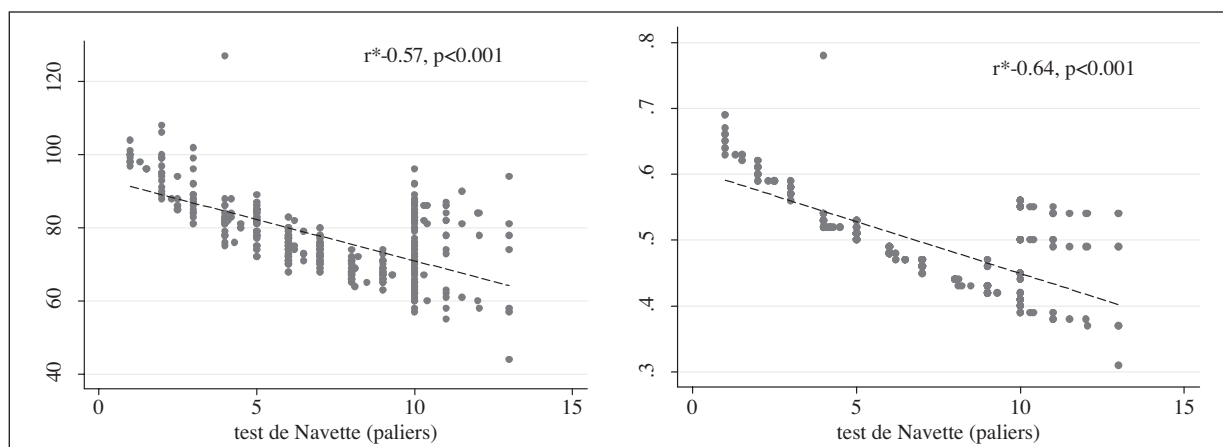 r*-0.57, p<0.001
120
100
80
60
40
0 5 10 15
test de Navette (paliers)
r*-0.64, p<0.001
.8
.7
.6
.5
.4
.3
0 5 10 15
test de Navette (paliers)